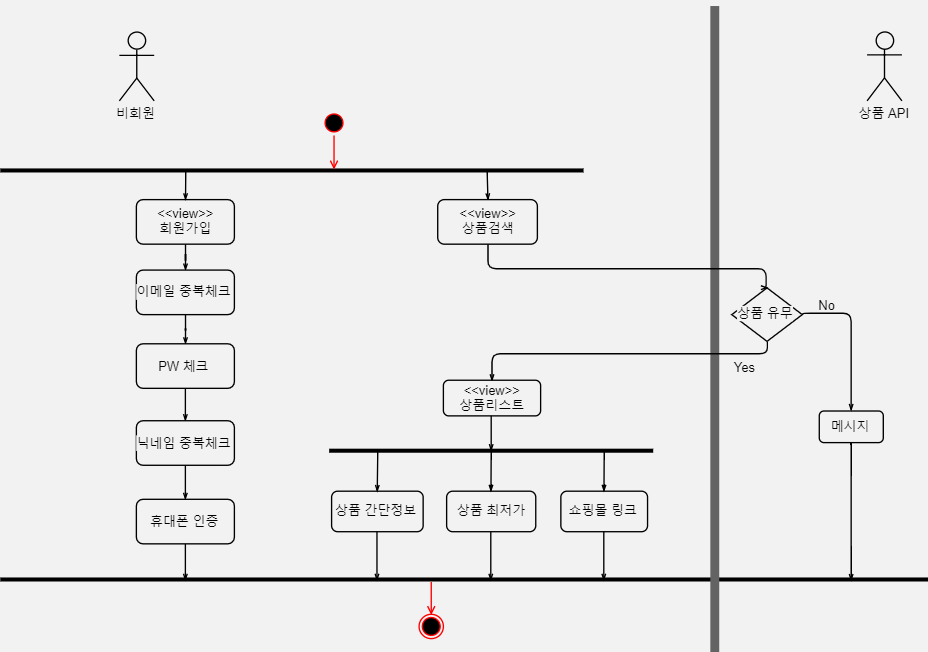 비회원
상품 API
<<view>>
회원가입
<<view>>
상품검색
이메일 중복체크
상품 유무
No
Yes
PW 체크
<<view>>
상품리스트
메시지
닉네임 중복체크
휴대폰 인증
상품 간단정보
상품 최저가
쇼핑몰 링크